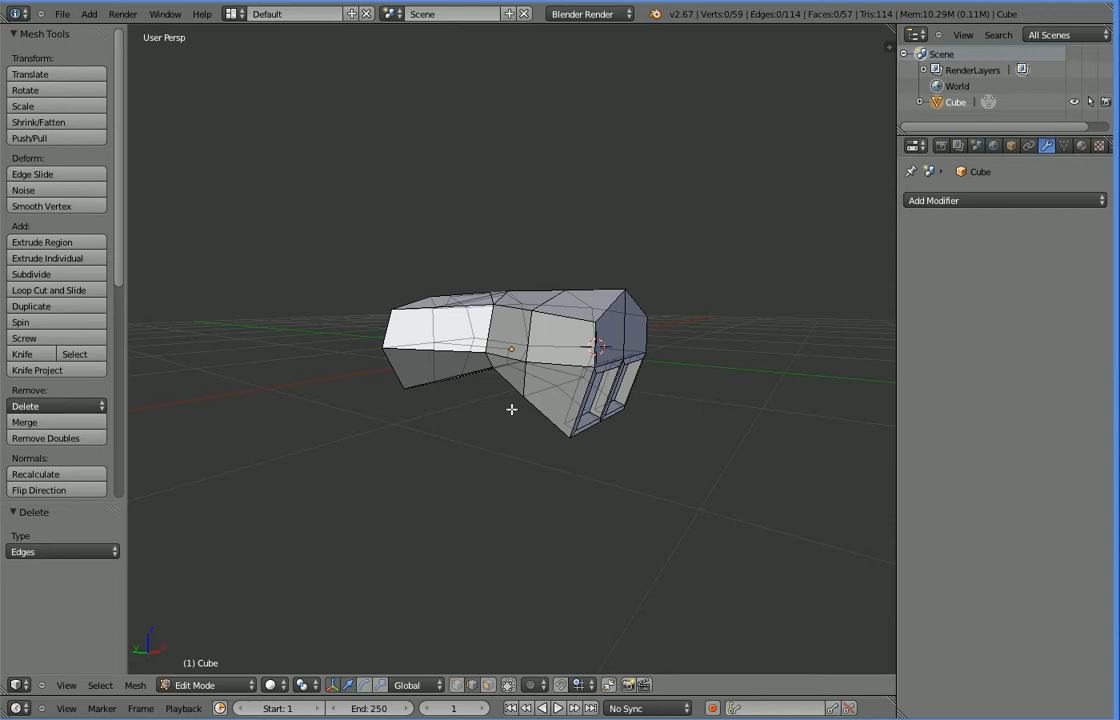 File Add Render Window Help Default Scene Blender Render v2.67 | Verts:0/59 | Edges:0/114 | Faces:0/57 | Tris:114 | Mem:10.29M (0.11M) | Cube
Mesh Tools
Transform:
Translate
Rotate
Scale
Shrink/Fatten
Push/Pull
Deform:
Edge Slide
Noise
Smooth Vertex
Add:
Extrude Region
Extrude Individual
Subdivide
Loop Cut and Slide
Duplicate
Spin
Screw
Knife Select
Knife Project
Remove:
Delete
Merge
Remove Doubles
Normals:
Recalculate
Flip Direction
Delete
Type
Edges
User Persp
(1) Cube
View Search All Scenes
Scene
RenderLayers |
World
Cube |
Cube
Add Modifier
View Select Mesh Edit Mode Global
View Marker Frame Playback Start: 1 End: 250 1 No Sync